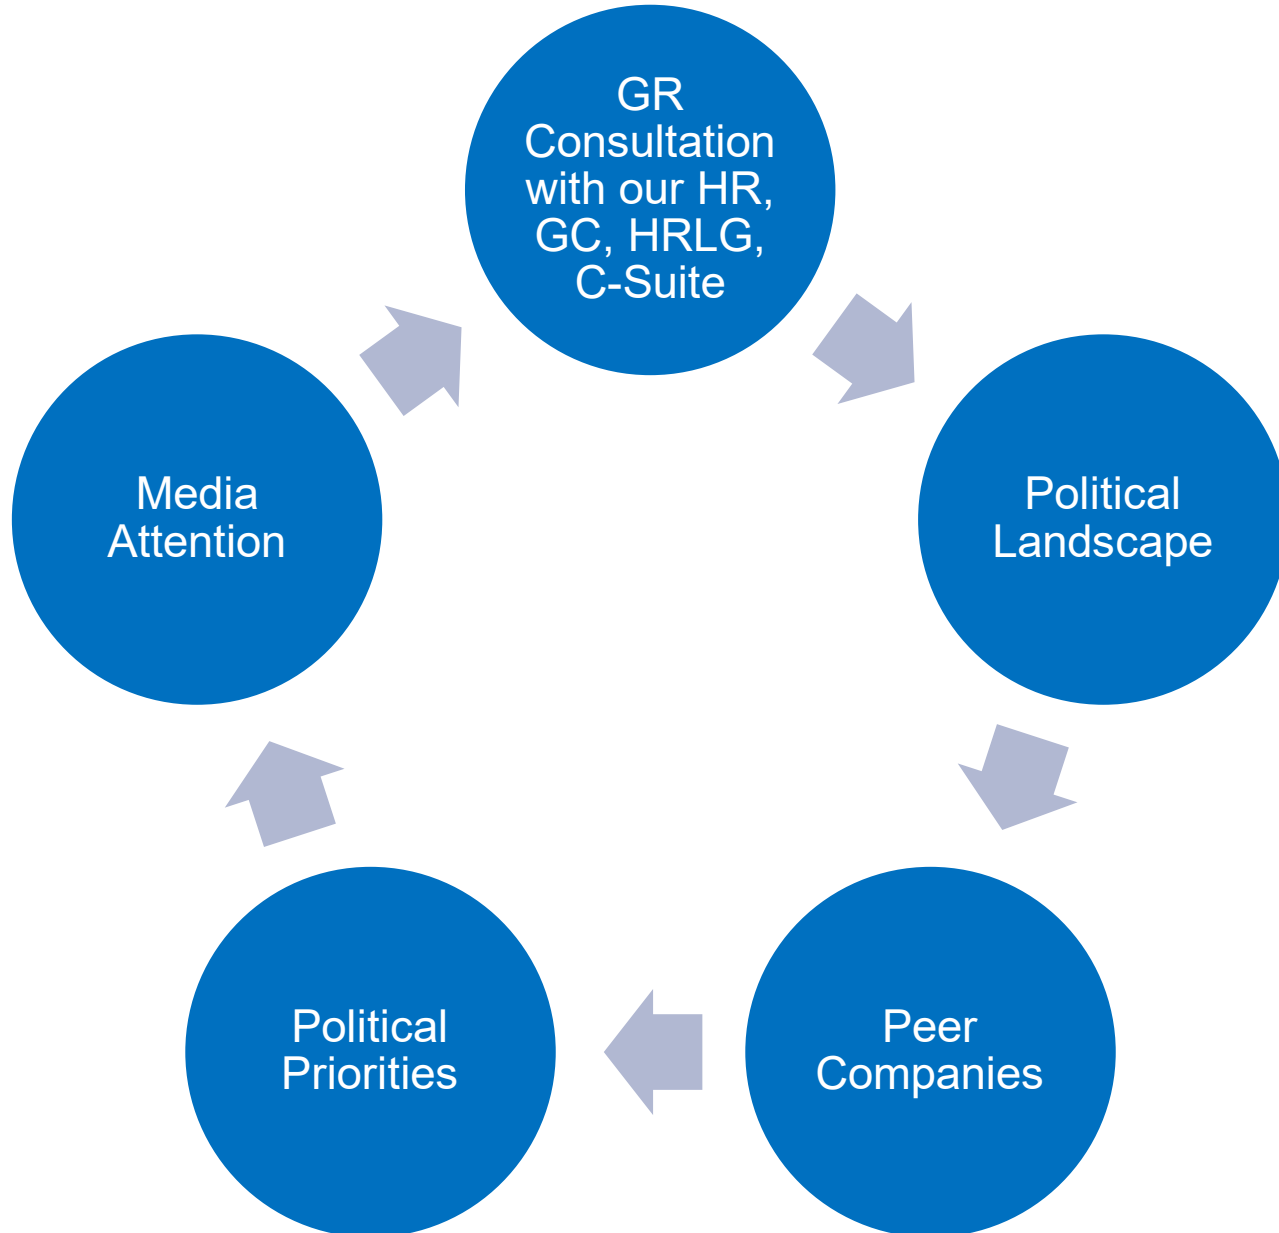 GR
Consultation
with our HR,
GC, HRLG,
C-Suite
Political
Landscape
Peer
Companies
Political
Priorities
Media
Attention